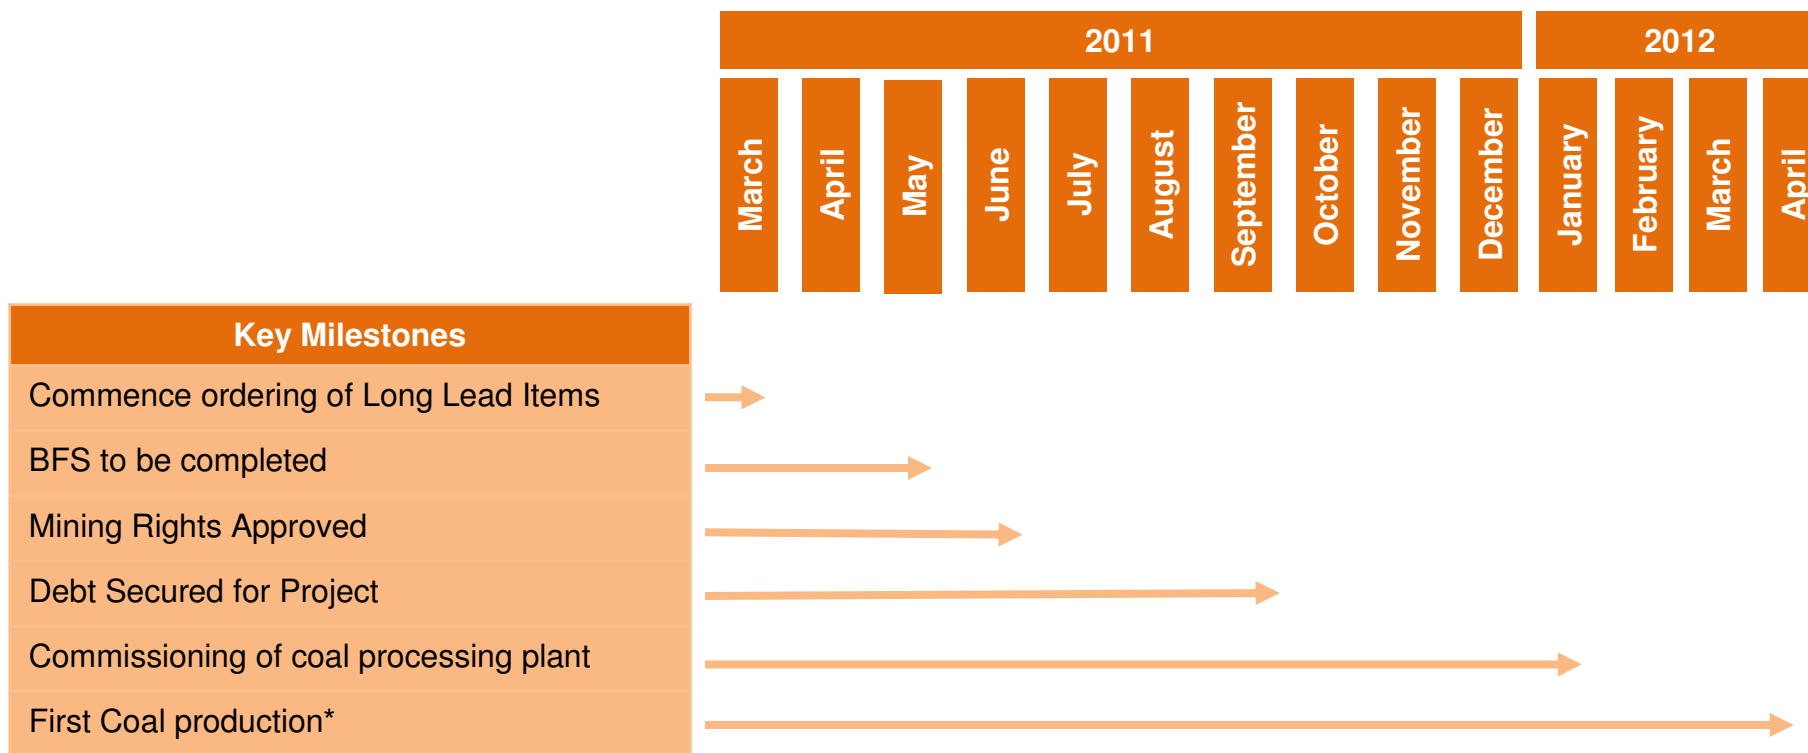 2011
2012
March
April
May
June
July
August
September
October
November
December
January
February
March
April
Key Milestones
Commence ordering of Long Lead Items
BFS to be completed
Mining Rights Approved
Debt Secured for Project
Commissioning of coal processing plant
First Coal production*